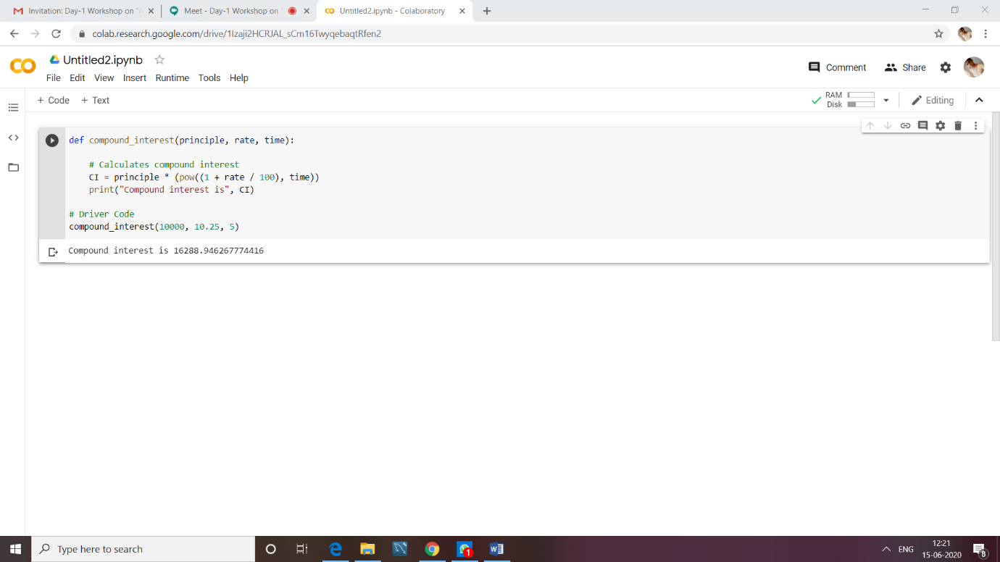 Invitation: Day-1 Workshop on "A
Meet - Day-1 Workshop on "
Untitled2.ipynb - Colaboratory
colab.research.google.com/drive/1Izaji2HCRJAL_sCm16TwyqebaqtRfen2
Untitled2.ipynb
File Edit View Insert Runtime Tools Help
Comment
Share
+ Code + Text
RAM
Disk
Editing
def compound_interest(principle, rate, time):
# Calculates compound interest
CI = principle * (pow((1 + rate / 100), time))
print("Compound interest is", CI)
# Driver Code
compound_interest(10000, 10.25, 5)
Compound interest is 16288.946267774416
Type here to search
1
ENG
12:21
15-06-2020
8